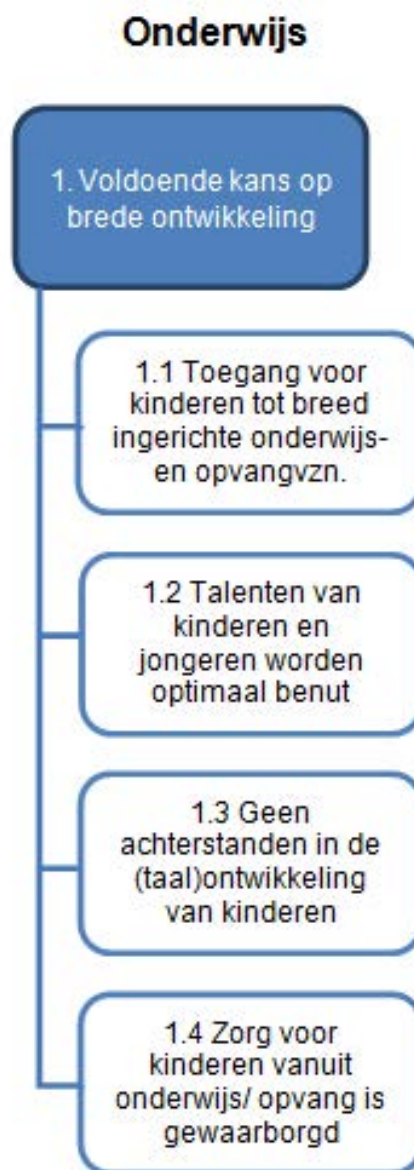 Onderwijs
1. Voldoende kans op
brede ontwikkeling
1.1 Toegang voor
kinderen tot breed
ingerichte onderwijs-
en opvangvzn.
1.2 Talenten van
kinderen en
jongeren worden
optimaal benut
1.3 Geen
achterstanden in de
(taal)ontwikkeling
van kinderen
1.4 Zorg voor
kinderen vanuit
onderwijs/ opvang is
gewaarborgd